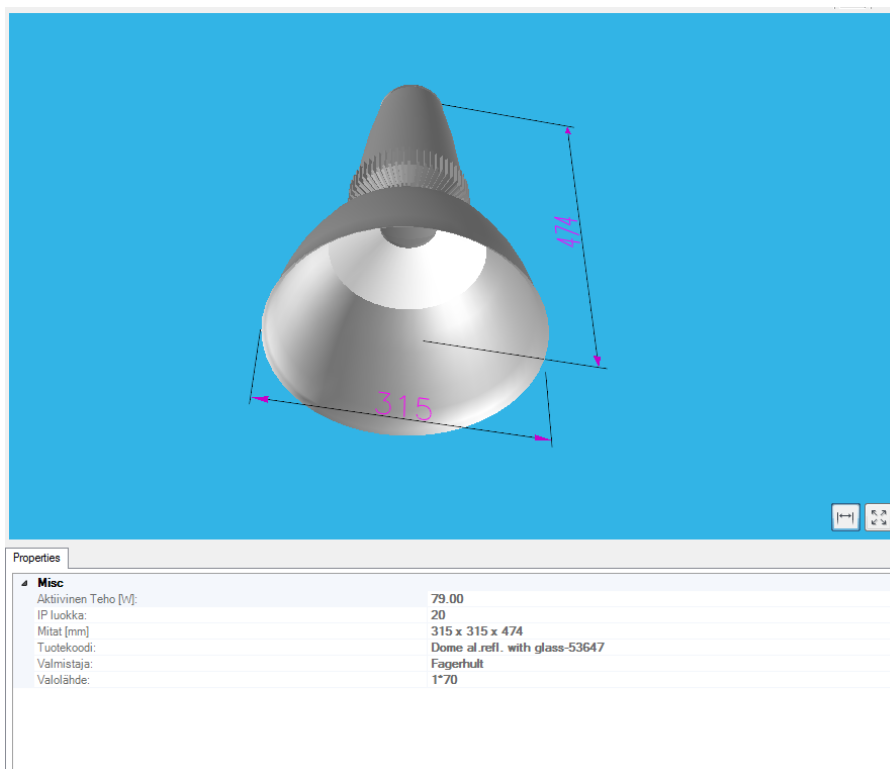 474
315
Properties
Misc
Aktiivinen Teho [W]: 79.00
IP luokka: 20
Mitat [mm] 315 x 315 x 474
Tuotekoodi: Dome al.refl. with glass-53647
Valmistaja: Fagerhult
Valolähde: 1*70